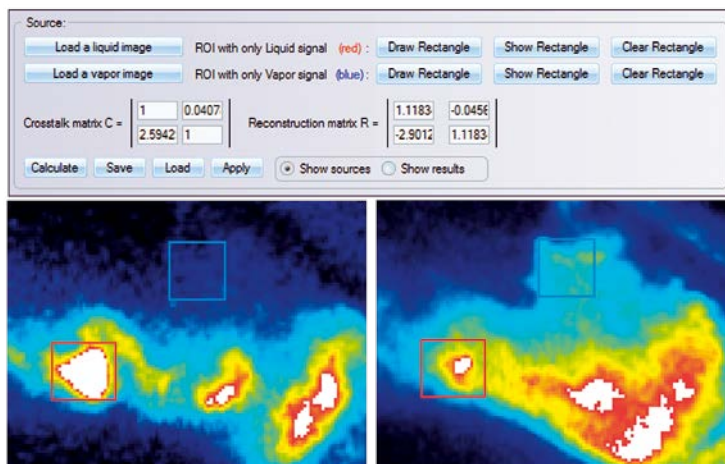 Source:
Load a liquid image ROI with only Liquid signal (red) : Draw Rectangle Show Rectangle Clear Rectangle
Load a vapor image ROI with only Vapor signal (blue) : Draw Rectangle Show Rectangle Clear Rectangle
Crosstalk matrix C = 1 0.0407 Reconstruction matrix R = 1.1183 -0.0456
2.5942 1 -2.9012 1.1183
Calculate Save Load Apply Show sources Show results